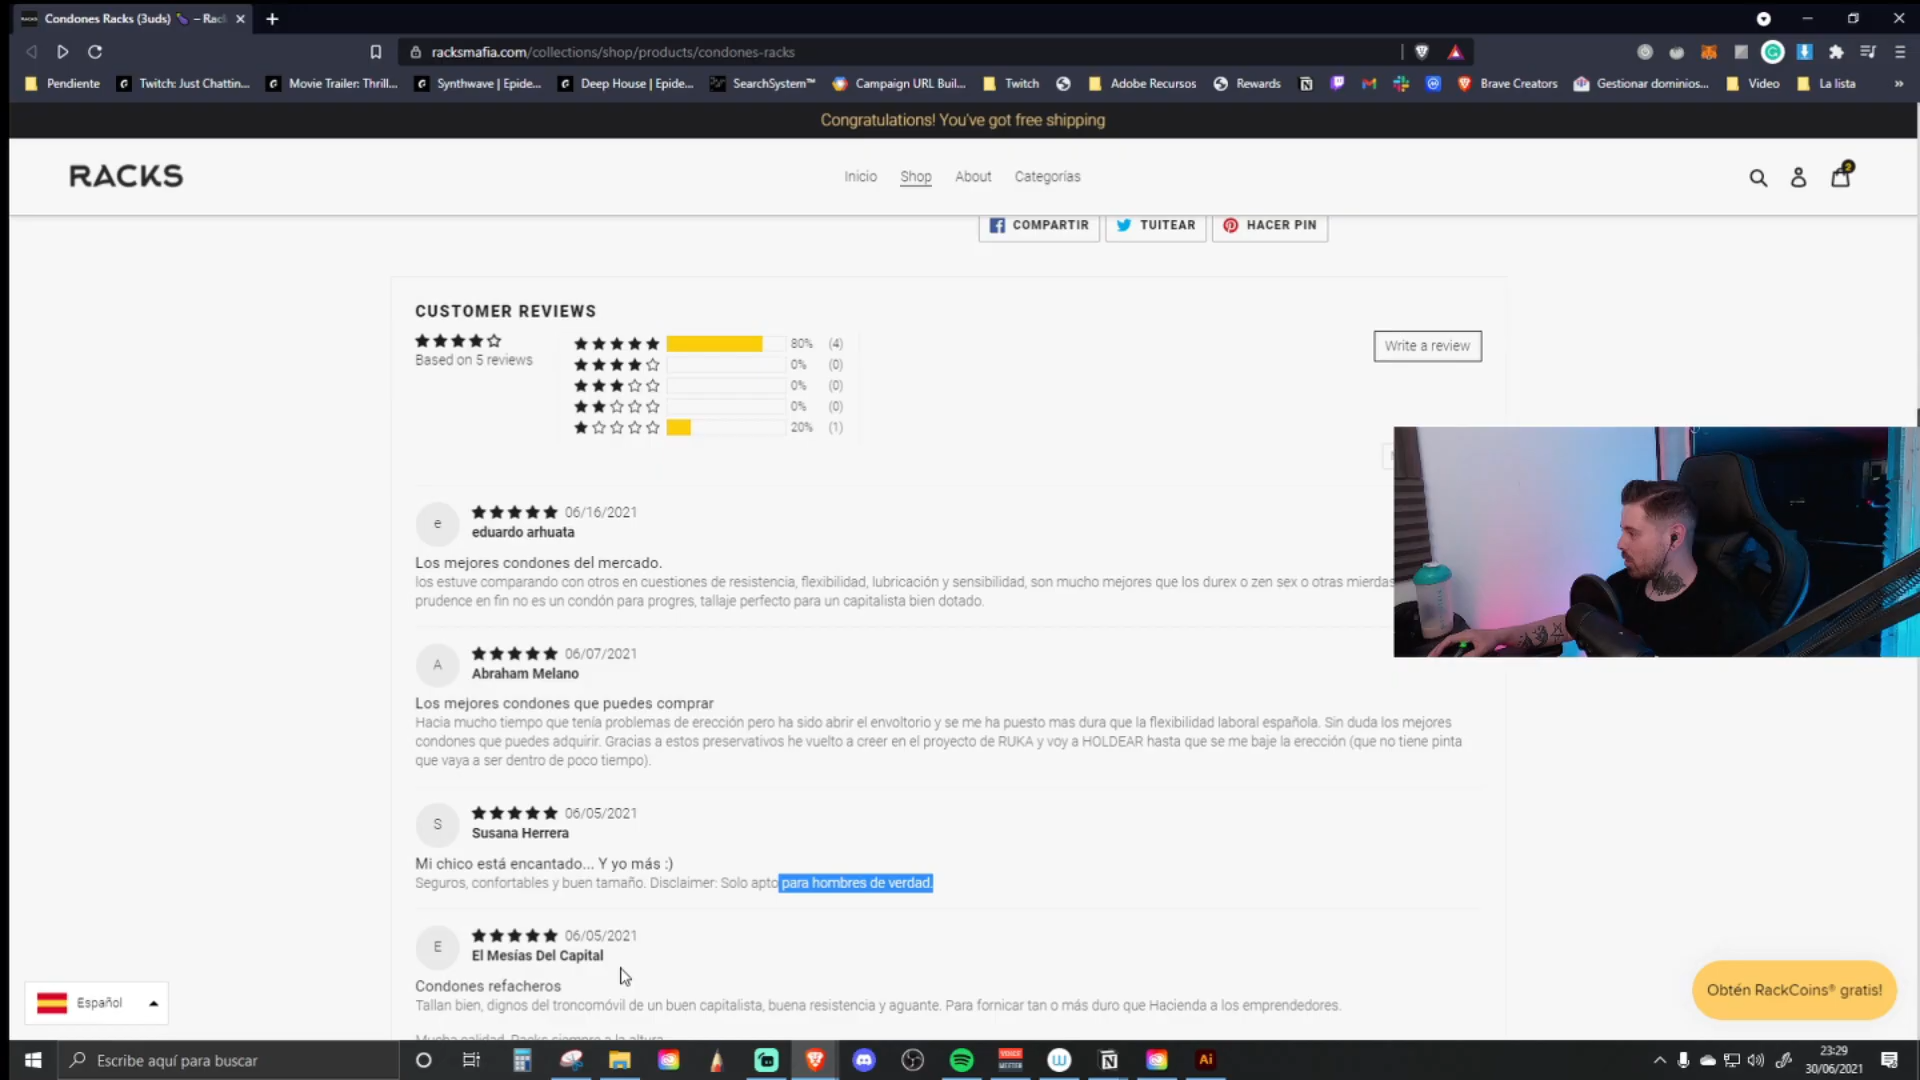 Condones Racks (3uds) 🍆 – Rac
racksmafia.com/collections/shop/products/condones-racks
Pendiente
Twitch: Just Chattin...
Movie Trailer: Thrill...
Synthwave | Epide...
Deep House | Epide...
SearchSystem™
Campaign URL Buil...
Twitch
Adobe Recursos
Rewards
Brave Creators
Gestionar dominios...
Video
La lista
Congratulations! You've got free shipping
RACKS
Inicio
Shop
About
Categorías
2
COMPARTIR
TUITEAR
HACER PIN
CUSTOMER REVIEWS
Based on 5 reviews
80% (4)
0% (0)
0% (0)
0% (0)
20% (1)
Write a review
e
06/16/2021
eduardo arhuata
Los mejores condones del mercado.
los estuve comparando con otros en cuestiones de resistencia, flexibilidad, lubricación y sensibilidad, son mucho mejores que los durex o zen sex o otras mierdas
prudence en fin no es un condón para progres, tallaje perfecto para un capitalista bien dotado.
A
06/07/2021
Abraham Melano
Los mejores condones que puedes comprar
Hacia mucho tiempo que tenía problemas de erección pero ha sido abrir el envoltorio y se me ha puesto mas dura que la flexibilidad laboral española. Sin duda los mejores
condones que puedes adquirir. Gracias a estos preservativos he vuelto a creer en el proyecto de RUKA y voy a HOLDEAR hasta que se me baje la erección (que no tiene pinta
que vaya a ser dentro de poco tiempo).
S
06/05/2021
Susana Herrera
Mi chico está encantado... Y yo más :)
Seguros, confortables y buen tamaño. Disclaimer: Solo apto para hombres de verdad.
E
06/05/2021
El Mesías Del Capital
Condones refacheros
Tallan bien, dignos del troncomóvil de un buen capitalista, buena resistencia y aguante. Para fornicar tan o más duro que Hacienda a los emprendedores.
Mucha calidad, Racks siempre a la altura
Español
Obtén RackCoins® gratis!
Escribe aquí para buscar
Ai
23:29
30/06/2021